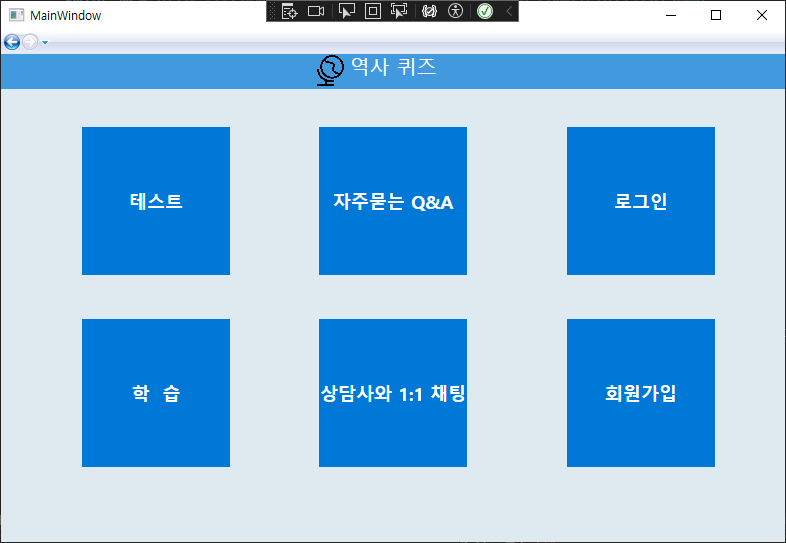 MainWindow
역사 퀴즈
테스트
자주묻는 Q&A
로그인
학 습
상담사와 1:1 채팅
회원가입